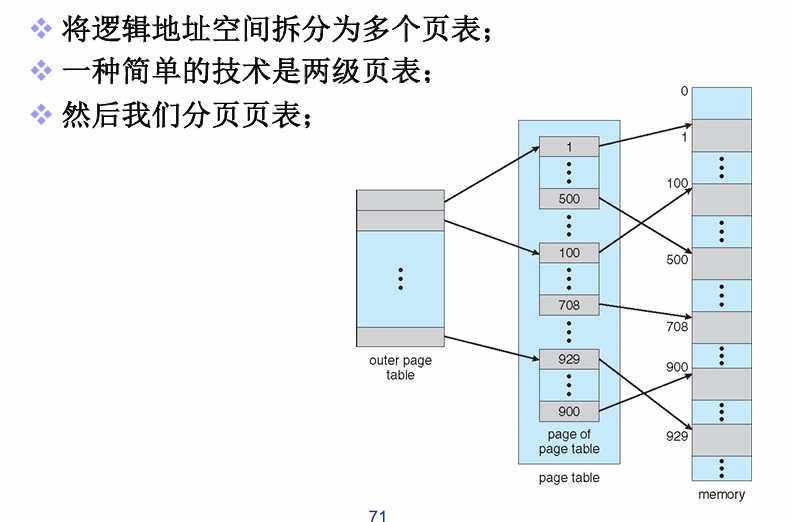 将逻辑地址空间拆分为多个页表；
一种简单的技术是两级页表；
然后我们分页页表；
0
1
1
100
500
100
500
708
708
929
900
900
929
outer page
table
page of
page table
page table
memory
71